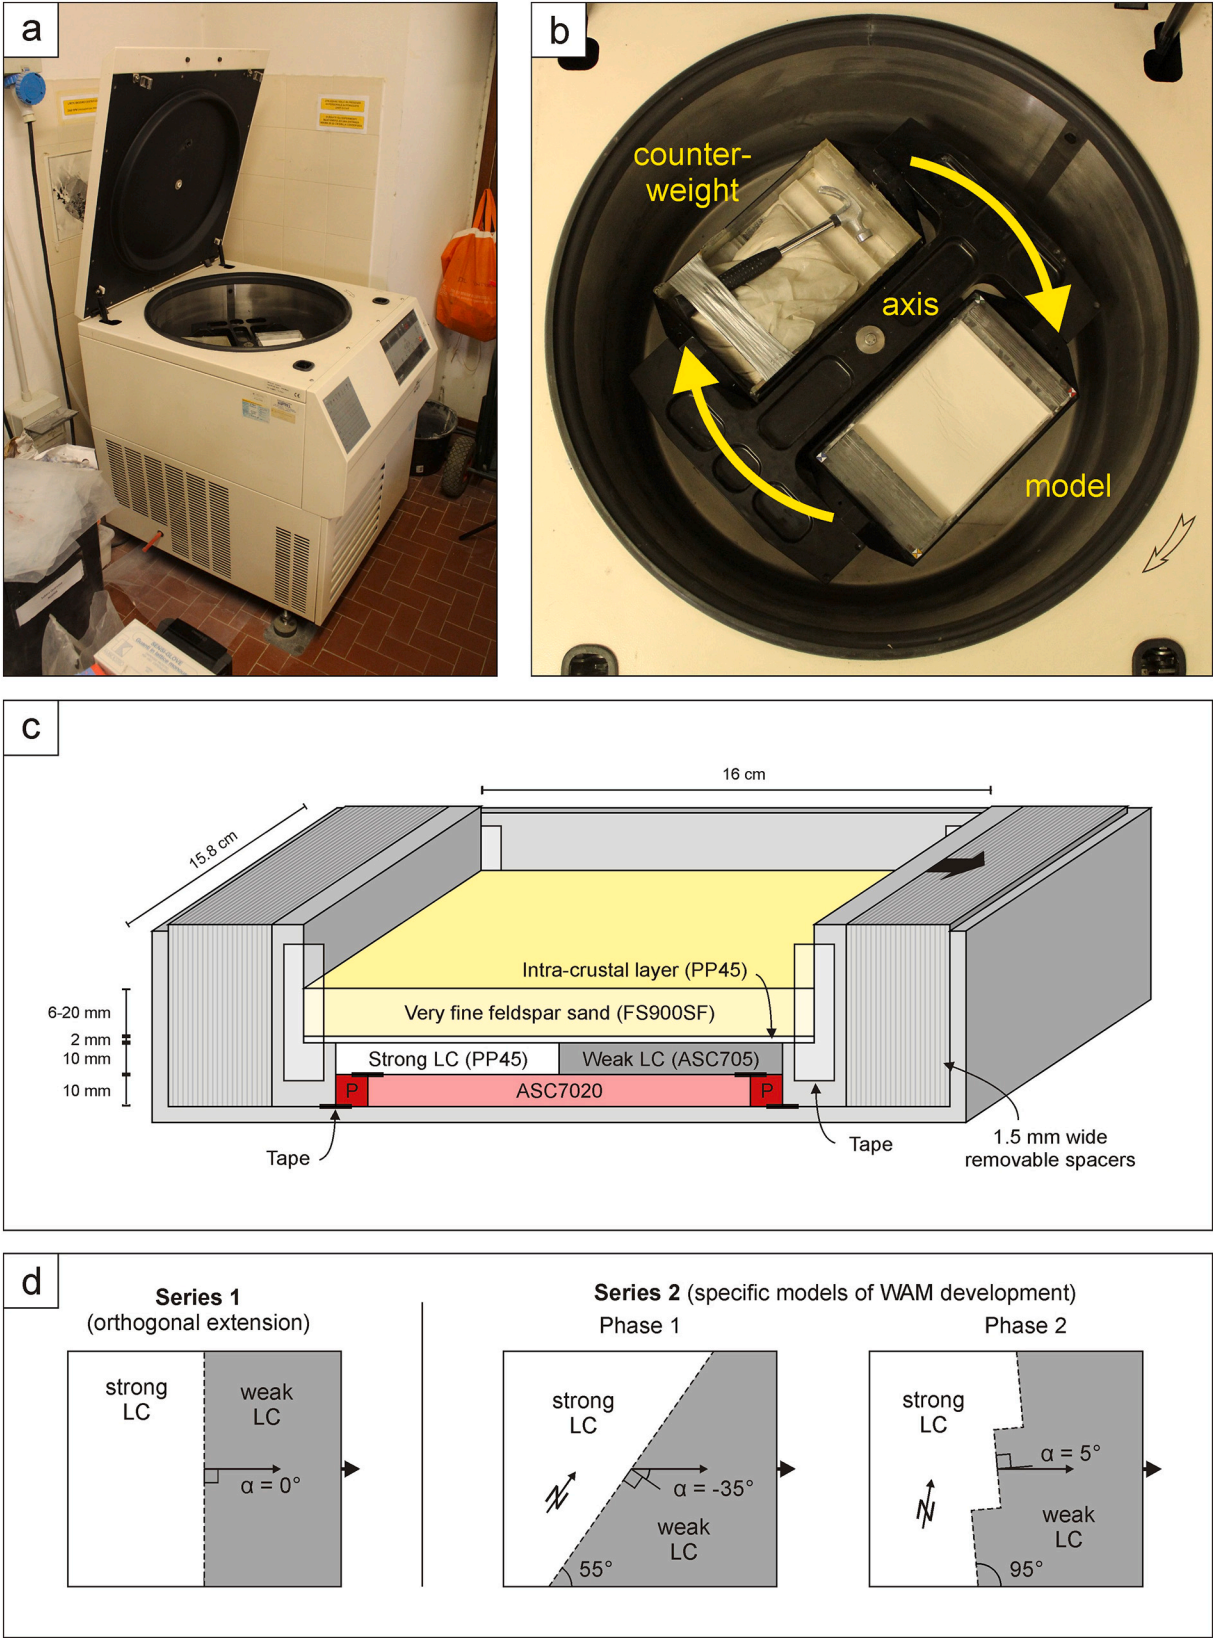 a
b
counter-
weight
axis
model
c
16 cm
15.8 cm
Intra-crustal layer (PP45)
6-20 mm
Very fine feldspar sand (FS900SF)
2 mm
10 mm
Strong LC (PP45)
Weak LC (ASC705)
10 mm
P
ASC7020
P
Tape
Tape
1.5 mm wide
removable spacers
d
Series 1
(orthogonal extension)
strong
LC
weak
LC
α = 0°
Series 2 (specific models of WAM development)
Phase 1
strong
LC
N
α = -35°
weak
LC
55°
Phase 2
strong
LC
N
α = 5°
weak
LC
95°